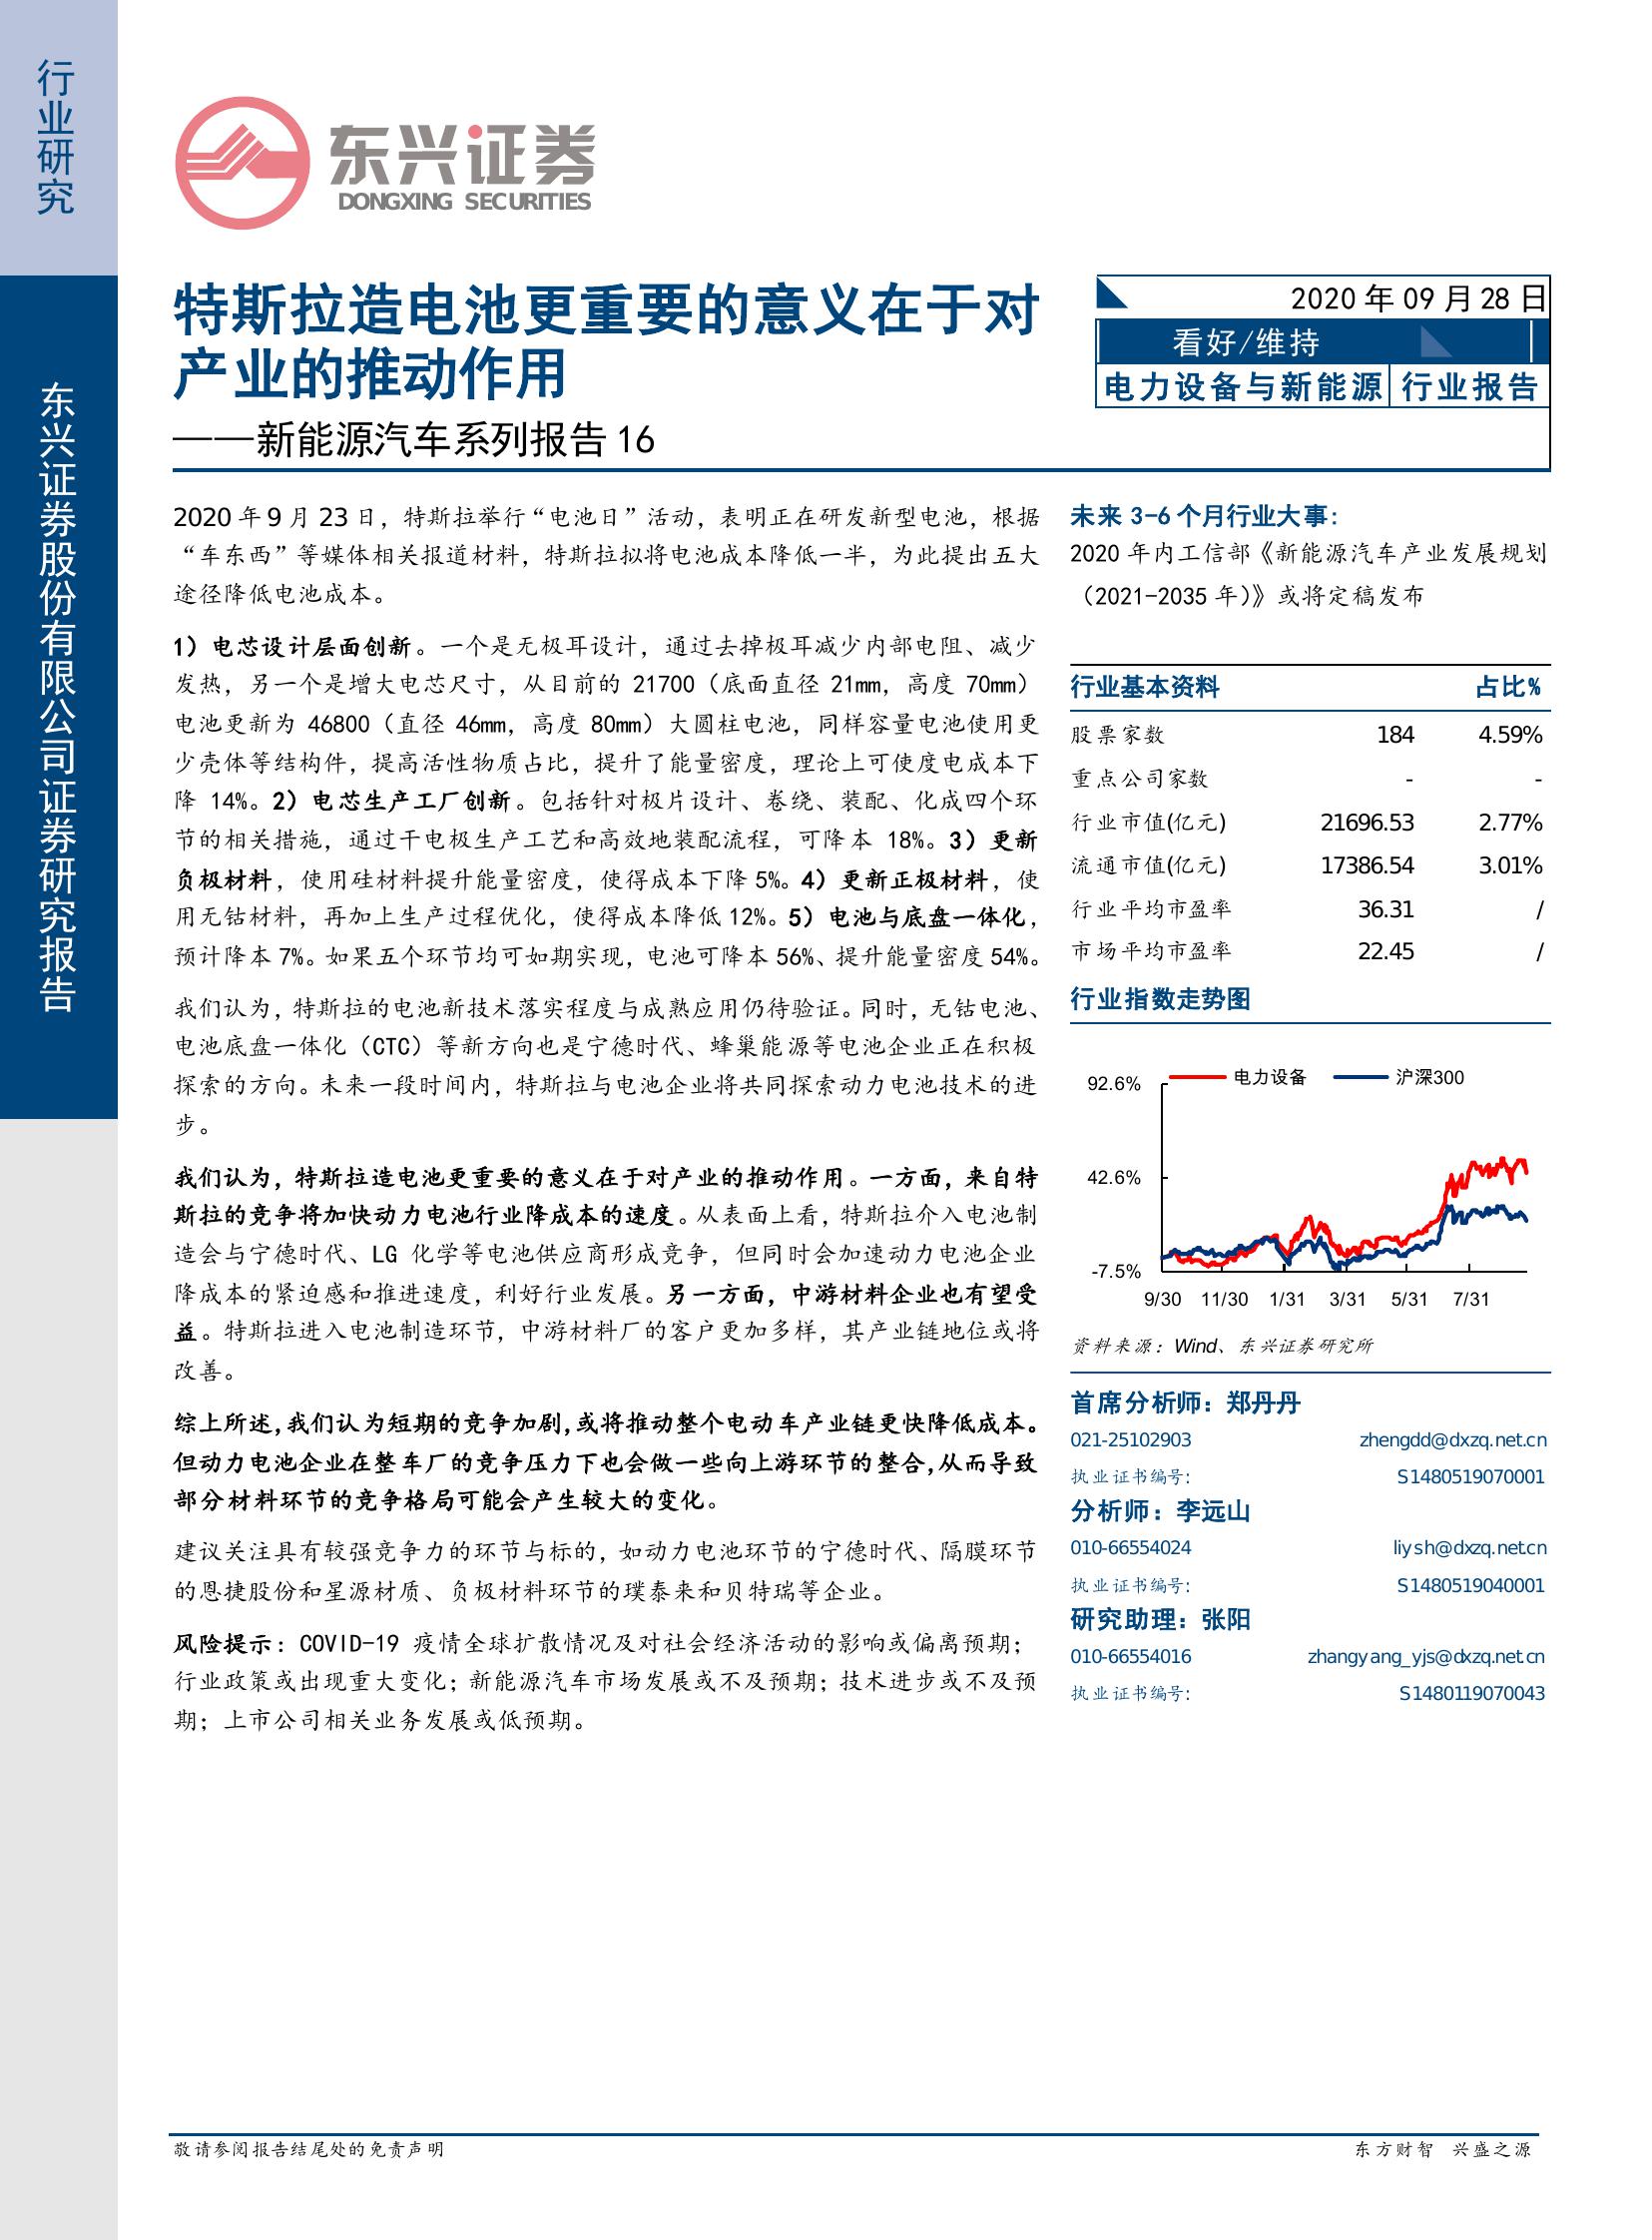 行业研究
东兴证券股份有限公司证券研究报告
东兴证券
DONGXING SECURITIES
特斯拉造电池更重要的意义在于对
产业的推动作用
——新能源汽车系列报告16
2020年09月28日
看好/维持
电力设备与新能源 行业报告
2020年9月23日，特斯拉举行“电池日”活动，表明正在研发新型电池，根据
“车东西”等媒体相关报道材料，特斯拉拟将电池成本降低一半，为此提出五大
途径降低电池成本。
1）电芯设计层面创新。一个是无极耳设计，通过去掉极耳减少内部电阻、减少
发热，另一个是增大电芯尺寸，从目前的 21700（底面直径 21mm，高度 70mm）
电池更新为 46800（直径 46mm，高度 80mm）大圆柱电池，同样容量电池使用更
少壳体等结构件，提高活性物质占比，提升了能量密度，理论上可使度电成本下
降 14%。2）电芯生产工厂创新。包括针对极片设计、卷绕、装配、化成四个环
节的相关措施，通过干电极生产工艺和高效地装配流程，可降本 18%。3）更新
负极材料，使用硅材料提升能量密度，使得成本下降5%。4）更新正极材料，使
用无钴材料，再加上生产过程优化，使得成本降低12%。5）电池与底盘一体化，
预计降本7%。如果五个环节均可如期实现，电池可降本56%、提升能量密度54%。
我们认为，特斯拉的电池新技术落实程度与成熟应用仍待验证。同时，无钴电池、
电池底盘一体化（CTC）等新方向也是宁德时代、蜂巢能源等电池企业正在积极
探索的方向。未来一段时间内，特斯拉与电池企业将共同探索动力电池技术的进
步。
我们认为，特斯拉造电池更重要的意义在于对产业的推动作用。一方面，来自特
斯拉的竞争将加快动力电池行业降成本的速度。从表面上看，特斯拉介入电池制
造会与宁德时代、LG 化学等电池供应商形成竞争，但同时会加速动力电池企业
降成本的紧迫感和推进速度，利好行业发展。另一方面，中游材料企业也有望受
益。特斯拉进入电池制造环节，中游材料厂的客户更加多样，其产业链地位或将
改善。
综上所述,我们认为短期的竞争加剧,或将推动整个电动车产业链更快降低成本。
但动力电池企业在整车厂的竞争压力下也会做一些向上游环节的整合,从而导致
部分材料环节的竞争格局可能会产生较大的变化。
建议关注具有较强竞争力的环节与标的，如动力电池环节的宁德时代、隔膜环节
的恩捷股份和星源材质、负极材料环节的璞泰来和贝特瑞等企业。
风险提示：COVID-19 疫情全球扩散情况及对社会经济活动的影响或偏离预期；
行业政策或出现重大变化；新能源汽车市场发展或不及预期；技术进步或不及预
期；上市公司相关业务发展或低预期。
未来 3-6个月行业大事:
2020 年内工信部《新能源汽车产业发展规划
（2021-2035 年)》或将定稿发布
行业基本资料 占比%
股票家数 184 4.59%
重点公司家数 - -
行业市值(亿元) 21696.53 2.77%
流通市值(亿元) 17386.54 3.01%
行业平均市盈率 36.31 /
市场平均市盈率 22.45 /
行业指数走势图
电力设备 沪深300
92.6%
42.6%
-7.5%
9/30 11/30 1/31 3/31 5/31 7/31
资料来源：Wind、东兴证券研究所
首席分析师：郑丹丹
021-25102903 zhengdd@dxzq.net.cn
执业证书编号: S1480519070001
分析师：李远山
010-66554024 liysh@dxzq.net.cn
执业证书编号: S1480519040001
研究助理：张阳
010-66554016 zhangyang_yjs@dxzq.net.cn
执业证书编号: S1480119070043
敬请参阅报告结尾处的免责声明
东方财智 兴盛之源